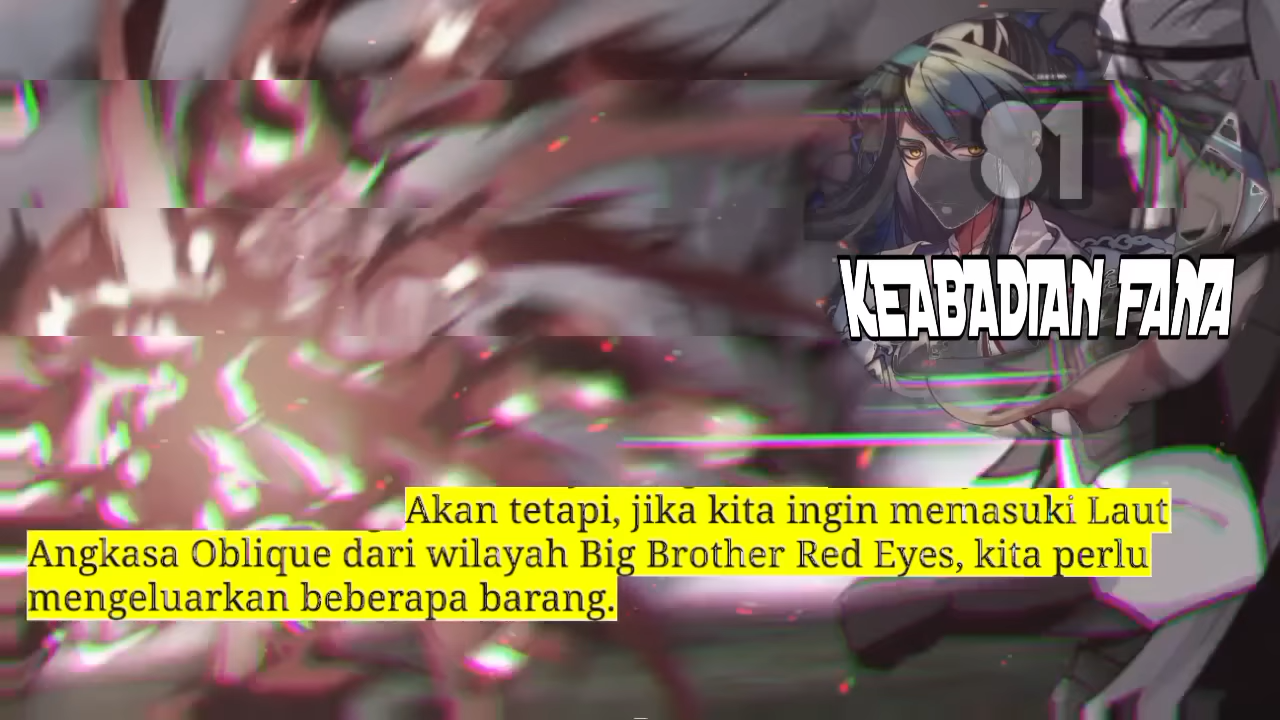 81
KEABADIAN FANA
Akan tetapi, jika kita ingin memasuki Laut
Angkasa Oblique dari wilayah Big Brother Red Eyes, kita perlu
mengeluarkan beberapa barang.